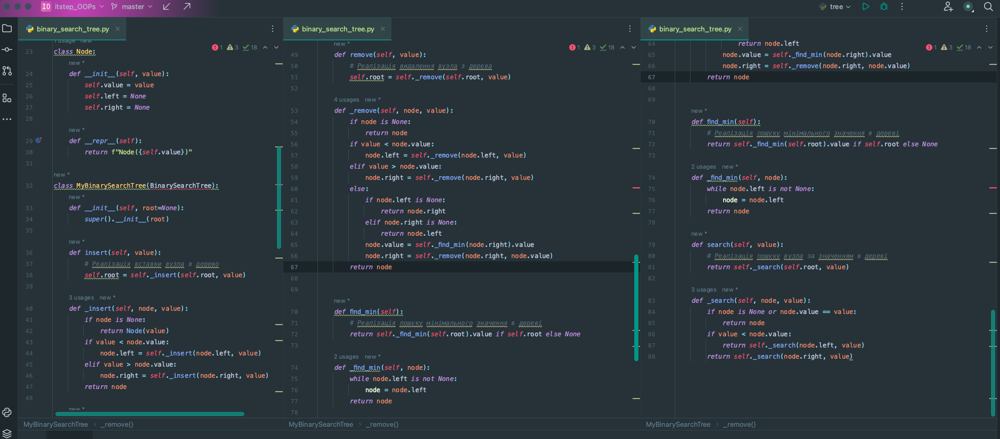 IO itstep_OOPs master tree
binary_search_tree.py
1 usage new *
1 3 18
23 class Node:
new *
24 def __init__(self, value):
25 self.value = value
26 self.left = None
27 self.right = None
28
new *
29 def __repr__(self):
30 return f"Node({self.value})"
31
new *
32 class MyBinarySearchTree(BinarySearchTree):
new *
33 def __init__(self, root=None):
34 super().__init__(root)
35
new *
36 def insert(self, value):
37 # Реалізація вставки вузла в дерево
38 self.root = self._insert(self.root, value)
39
3 usages new *
40 def _insert(self, node, value):
41 if node is None:
42 return Node(value)
43 if value < node.value:
44 node.left = self._insert(node.left, value)
45 elif value > node.value:
46 node.right = self._insert(node.right, value)
47 return node
48
new *
MyBinarySearchTree › _remove()
binary_search_tree.py
new *
1 3 18
49 def remove(self, value):
50 # Реалізація видалення вузла з дерева
51 self.root = self._remove(self.root, value)
52
4 usages new *
53 def _remove(self, node, value):
54 if node is None:
55 return node
56 if value < node.value:
57 node.left = self._remove(node.left, value)
58 elif value > node.value:
59 node.right = self._remove(node.right, value)
60 else:
61 if node.left is None:
62 return node.right
63 elif node.right is None:
64 return node.left
65 node.value = self._find_min(node.right).value
66 node.right = self._remove(node.right, node.value)
67 return node
68
69
new *
70 def find_min(self):
71 # Реалізація пошуку мінімального значення в дереві
72 return self._find_min(self.root).value if self.root else None
73
2 usages new *
74 def _find_min(self, node):
75 while node.left is not None:
76 node = node.left
77 return node
78
MyBinarySearchTree › _remove()
binary_search_tree.py
64 return node.left
1 3 18
65 node.value = self._find_min(node.right).value
66 node.right = self._remove(node.right, node.value)
67 return node
68
69
new *
70 def find_min(self):
71 # Реалізація пошуку мінімального значення в дереві
72 return self._find_min(self.root).value if self.root else None
73
2 usages new *
74 def _find_min(self, node):
75 while node.left is not None:
76 node = node.left
77 return node
78
new *
79 def search(self, value):
80 # Реалізація пошуку вузла за значенням в дереві
81 return self._search(self.root, value)
82
3 usages new *
83 def _search(self, node, value):
84 if node is None or node.value == value:
85 return node
86 if value < node.value:
87 return self._search(node.left, value)
88 return self._search(node.right, value)
MyBinarySearchTree › _remove()